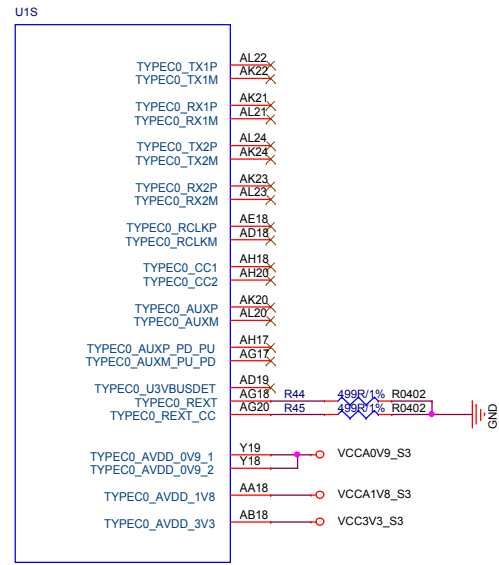 U1S
TYPEC0_TX1P AL22
TYPEC0_TX1M AK22
TYPEC0_RX1P AK21
TYPEC0_RX1M AL21
TYPEC0_TX2P AL24
TYPEC0_TX2M AK24
TYPEC0_RX2P AK23
TYPEC0_RX2M AL23
TYPEC0_RCLKP AE18
TYPEC0_RCLKM AD18
TYPEC0_CC1 AH18
TYPEC0_CC2 AH20
TYPEC0_AUXP AK20
TYPEC0_AUXM AL20
TYPEC0_AUXP_PD_PU AH17
TYPEC0_AUXM_PU_PD AG17
TYPEC0_U3VBUSDET AD19
TYPEC0_REXT AG18 R44 499R/1% R0402
TYPEC0_REXT_CC AG20 R45 499R/1% R0402
GND
TYPEC0_AVDD_0V9_1 Y19 VCCA0V9_S3
TYPEC0_AVDD_0V9_2 Y18
TYPEC0_AVDD_1V8 AA18 VCCA1V8_S3
TYPEC0_AVDD_3V3 AB18 VCC3V3_S3